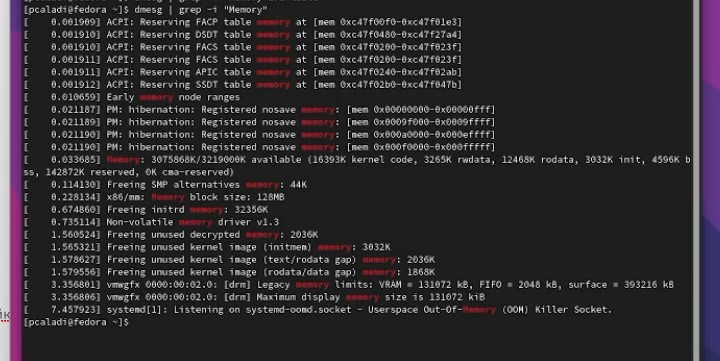 [pcaladi@fedora ~]$ dmesg | grep -i "Memory"
[    0.001909] ACPI: Reserving FACP table memory at [mem 0xc47f00f0-0xc47f01e3]
[    0.001910] ACPI: Reserving DSDT table memory at [mem 0xc47f0480-0xc47f27a4]
[    0.001910] ACPI: Reserving FACS table memory at [mem 0xc47f0200-0xc47f023f]
[    0.001911] ACPI: Reserving FACS table memory at [mem 0xc47f0200-0xc47f023f]
[    0.001911] ACPI: Reserving APIC table memory at [mem 0xc47f0240-0xc47f02ab]
[    0.001912] ACPI: Reserving SSDT table memory at [mem 0xc47f02b0-0xc47f047b]
[    0.010659] Early memory node ranges
[    0.021187] PM: hibernation: Registered nosave memory: [mem 0x00000000-0x00000fff]
[    0.021189] PM: hibernation: Registered nosave memory: [mem 0x0009f000-0x0009ffff]
[    0.021190] PM: hibernation: Registered nosave memory: [mem 0x000a0000-0x000effff]
[    0.021190] PM: hibernation: Registered nosave memory: [mem 0x000f0000-0x000fffff]
[    0.033685] Memory: 3075868K/3219000K available (16393K kernel code, 3265K rwdata, 12468K rodata, 3032K init, 4596K b
ss, 142872K reserved, 0K cma-reserved)
[    0.114130] Freeing SMP alternatives memory: 44K
[    0.228134] x86/mm: Memory block size: 128MB
[    0.674860] Freeing initrd memory: 32356K
[    0.735114] Non-volatile memory driver v1.3
[    1.560524] Freeing unused decrypted memory: 2036K
[    1.565321] Freeing unused kernel image (initmem) memory: 3032K
[    1.578627] Freeing unused kernel image (text/rodata gap) memory: 2036K
[    1.579556] Freeing unused kernel image (rodata/data gap) memory: 1868K
[    3.356801] vmwgfx 0000:00:02.0: [drm] Legacy memory limits: VRAM = 131072 kB, FIFO = 2048 kB, surface = 393216 kB
[    3.356806] vmwgfx 0000:00:02.0: [drm] Maximum display memory size is 131072 kiB
[    7.457923] systemd[1]: Listening on systemd-oomd.socket - Userspace Out-Of-Memory (OOM) Killer Socket.
[pcaladi@fedora ~]$